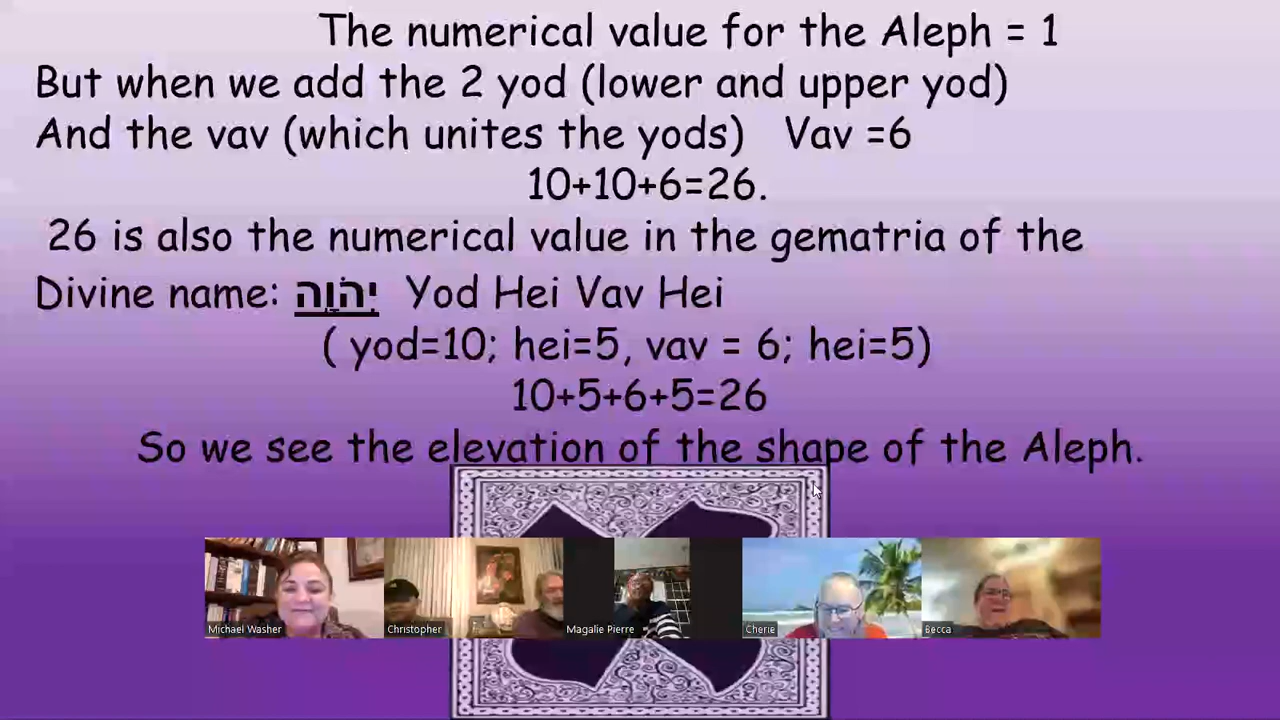 The numerical value for the Aleph = 1
But when we add the 2 yod (lower and upper yod)
And the vav (which unites the yods) Vav =6
10+10+6=26.
26 is also the numerical value in the gematria of the
Divine name: יְהֹוָה Yod Hei Vav Hei
( yod=10; hei=5, vav = 6; hei=5)
10+5+6+5=26
So we see the elevation of the shape of the Aleph.
Michael Washer
Christopher
Magalie Pierre
Cherie
Becca